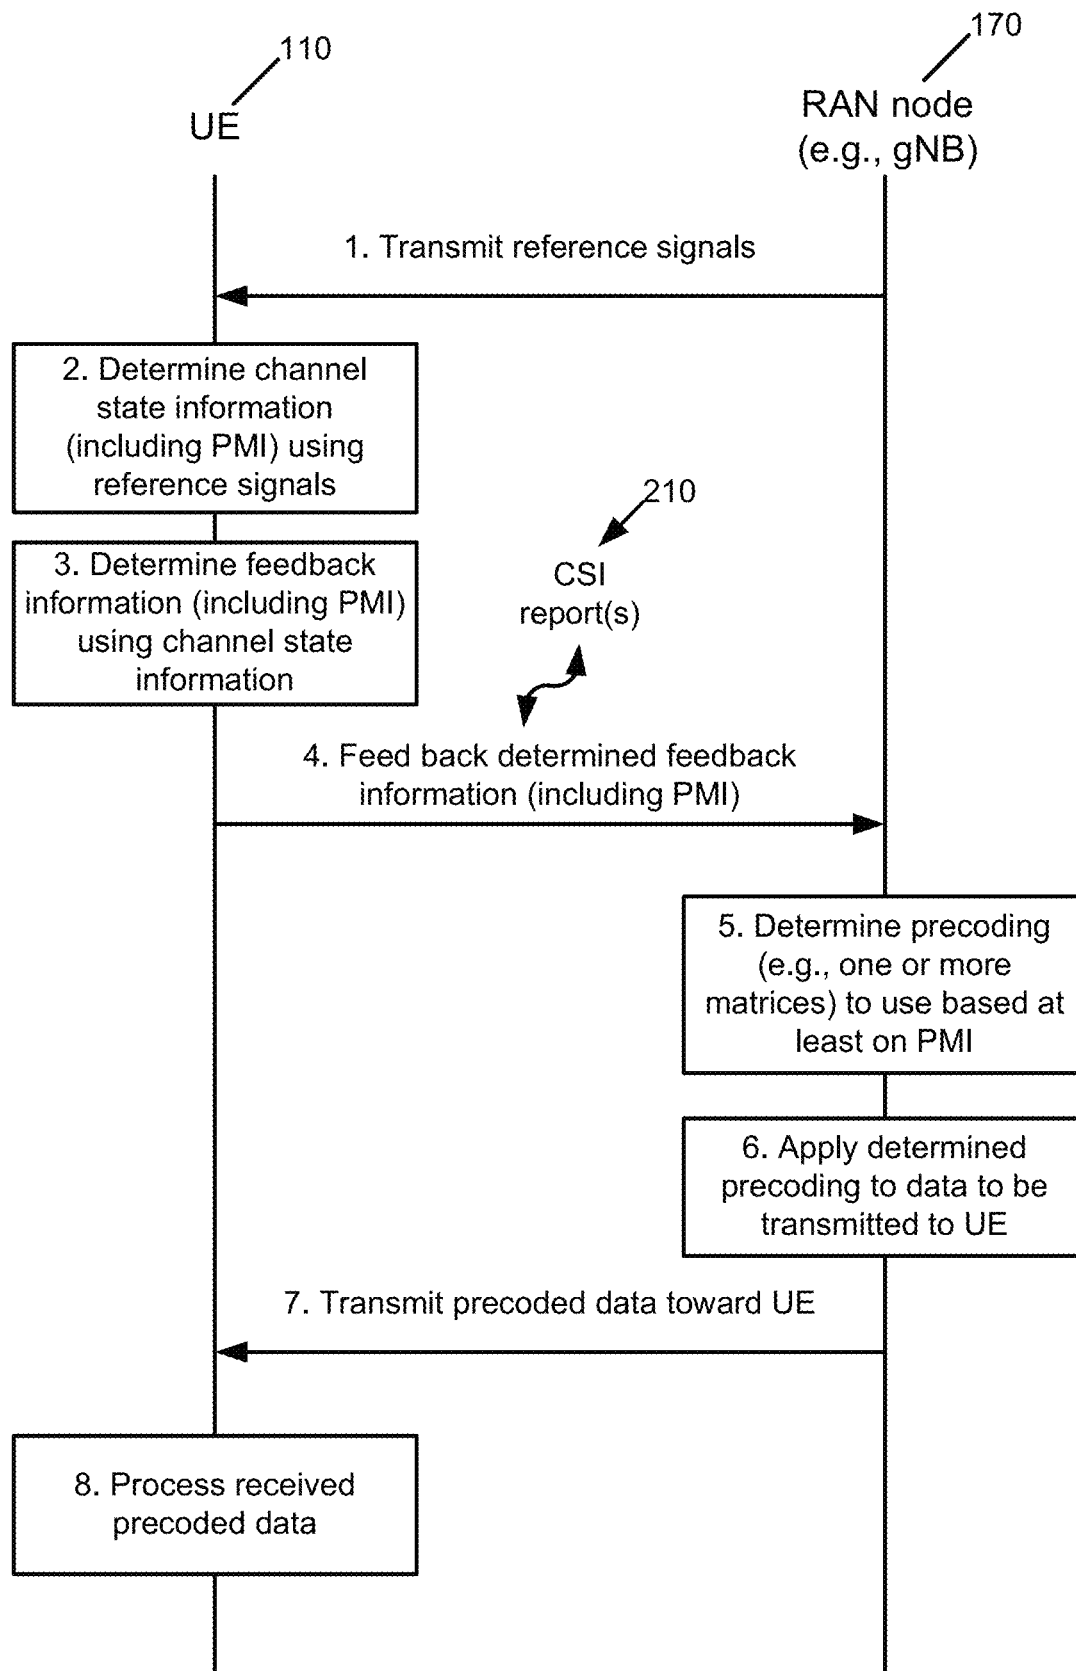 110
UE
170
RAN node
(e.g., gNB)
1. Transmit reference signals
2. Determine channel
state information
(including PMI) using
reference signals
3. Determine feedback
information (including PMI)
using channel state
information
210
CSI
report(s)
4. Feed back determined feedback
information (including PMI)
5. Determine precoding
(e.g., one or more
matrices) to use based at
least on PMI
6. Apply determined
precoding to data to be
transmitted to UE
7. Transmit precoded data toward UE
8. Process received
precoded data